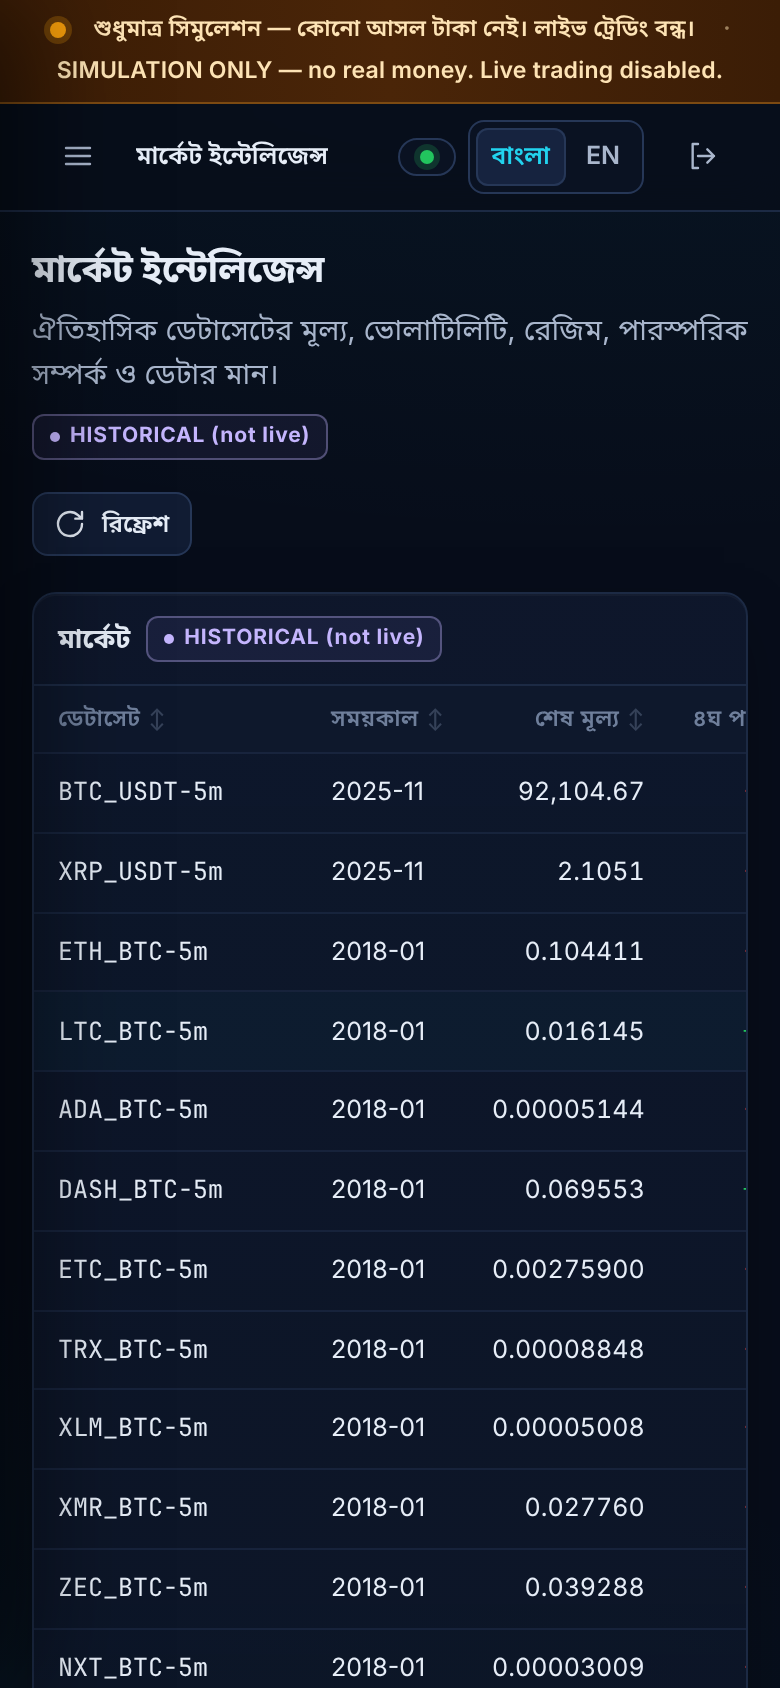 শুধুমাত্র সিমুলেশন — কোনো আসল টাকা নেই। লাইভ ট্রেডিং বন্ধ। ·
SIMULATION ONLY — no real money. Live trading disabled.
মার্কেট ইন্টেলিজেন্স বাংলা EN
মার্কেট ইন্টেলিজেন্স
ঐতিহাসিক ডেটাসেটের মূল্য, ভোলাটিলিটি, রেজিম, পারস্পরিক
সম্পর্ক ও ডেটার মান।
HISTORICAL (not live)
রিফ্রেশ
মার্কেট HISTORICAL (not live)
ডেটাসেট সময়কাল শেষ মূল্য ৪ঘ
BTC_USDT-5m 2025-11 92,104.67
XRP_USDT-5m 2025-11 2.1051
ETH_BTC-5m 2018-01 0.104411
LTC_BTC-5m 2018-01 0.016145
ADA_BTC-5m 2018-01 0.00005144
DASH_BTC-5m 2018-01 0.069553
ETC_BTC-5m 2018-01 0.00275900
TRX_BTC-5m 2018-01 0.00008848
XLM_BTC-5m 2018-01 0.00005008
XMR_BTC-5m 2018-01 0.027760
ZEC_BTC-5m 2018-01 0.039288
NXT_BTC-5m 2018-01 0.00003009